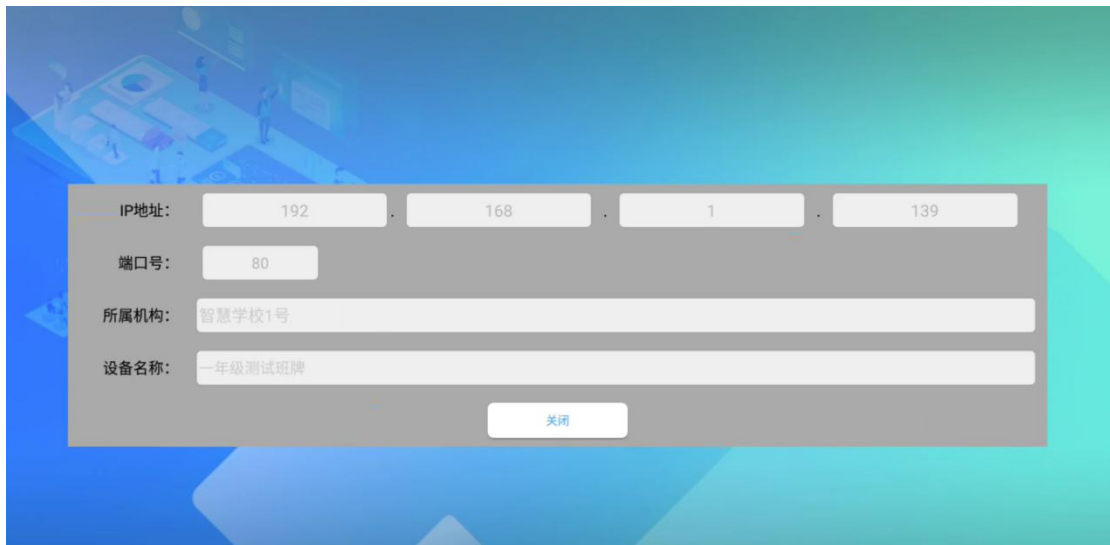 IP地址： 192 . 168 . 1 . 139
端口号： 80
所属机构： 智慧学校1号
设备名称： 一年级测试班牌
关闭